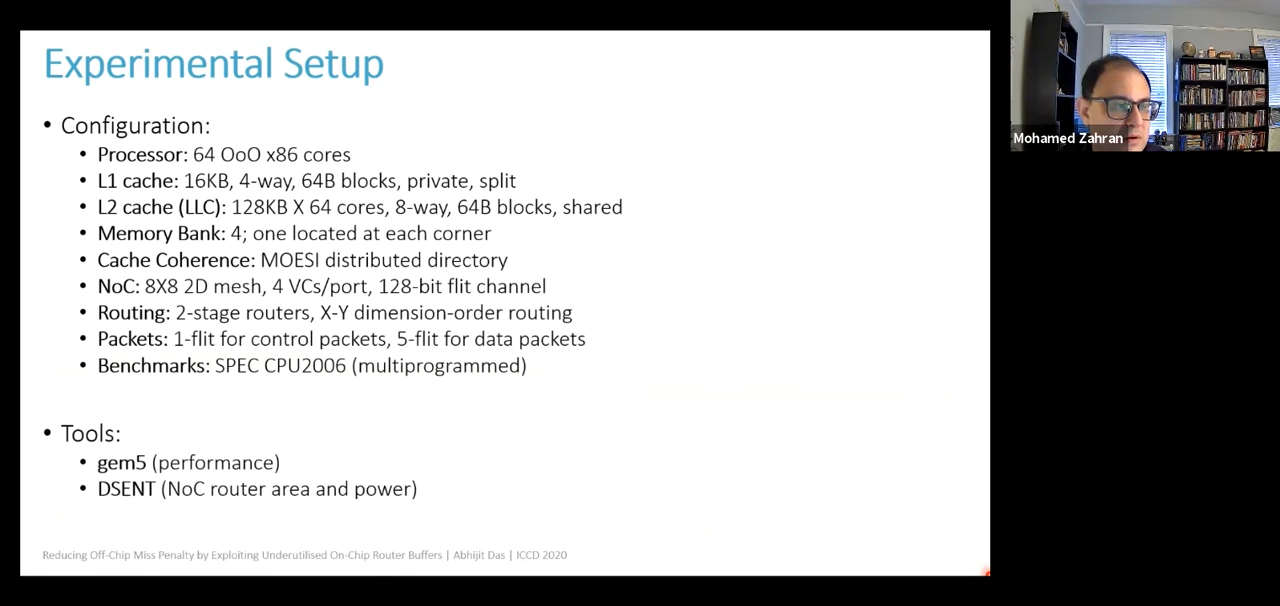 Experimental Setup
• Configuration:
• Processor: 64 OoO x86 cores
• L1 cache: 16KB, 4-way, 64B blocks, private, split
• L2 cache (LLC): 128KB X 64 cores, 8-way, 64B blocks, shared
• Memory Bank: 4; one located at each corner
• Cache Coherence: MOESI distributed directory
• NoC: 8X8 2D mesh, 4 VCs/port, 128-bit flit channel
• Routing: 2-stage routers, X-Y dimension-order routing
• Packets: 1-flit for control packets, 5-flit for data packets
• Benchmarks: SPEC CPU2006 (multiprogrammed)
• Tools:
• gem5 (performance)
• DSENT (NoC router area and power)
Reducing Off-Chip Miss Penalty by Exploiting Underutilised On-Chip Router Buffers | Abhijit Das | ICCD 2020
Mohamed Zahran